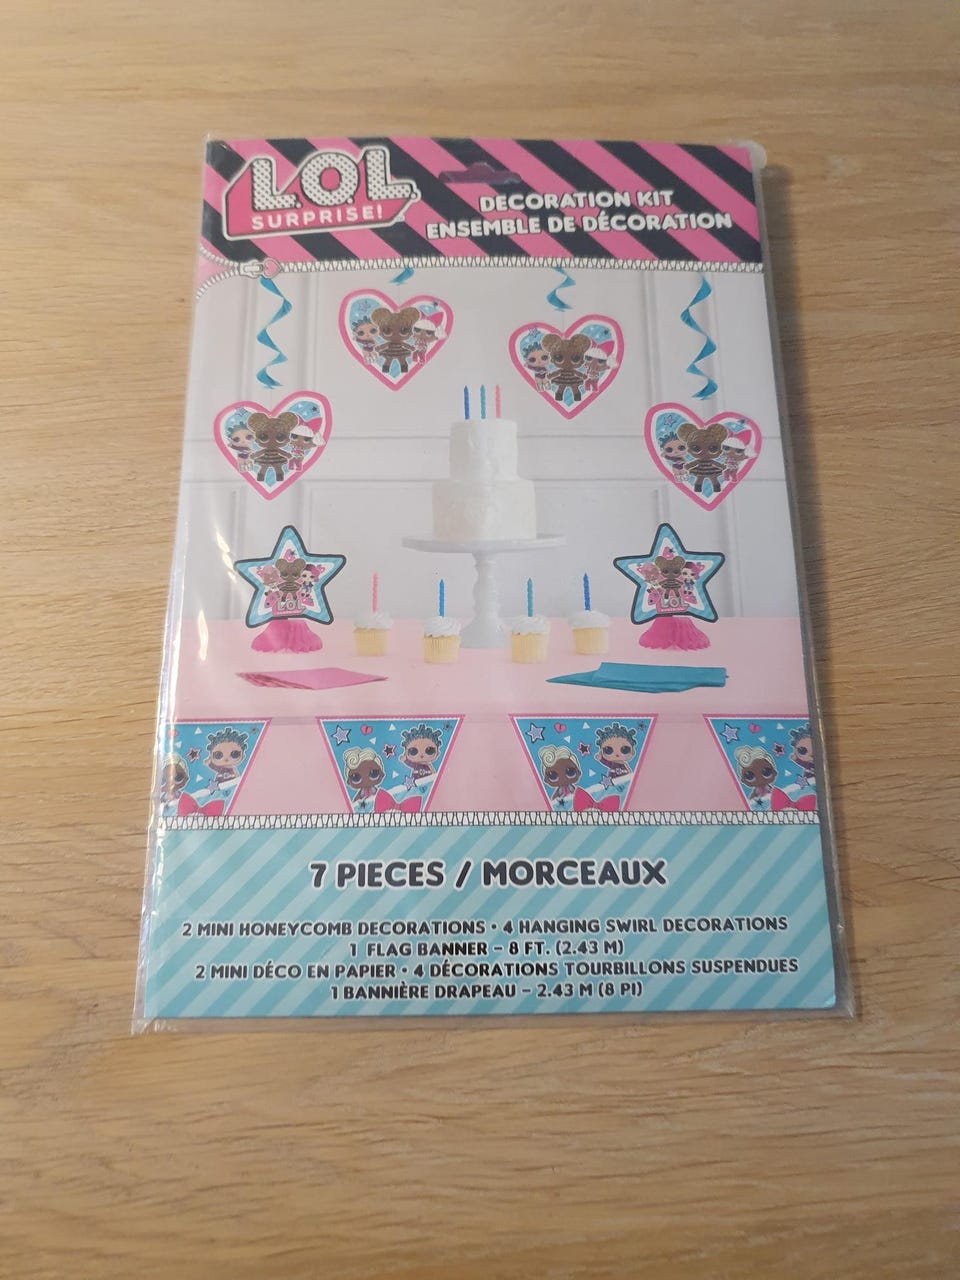 L.O.L.
SURPRISE!
DECORATION KIT
ENSEMBLE DE DÉCORATION
L.O.L.
L.O.L.
7 PIECES / MORCEAUX
2 MINI HONEYCOMB DECORATIONS • 4 HANGING SWIRL DECORATIONS
1 FLAG BANNER – 8 FT. (2.43 M)
2 MINI DÉCO EN PAPIER • 4 DÉCORATIONS TOURBILLONS SUSPENDUES
1 BANNIÈRE DRAPEAU – 2.43 M (8 PI)